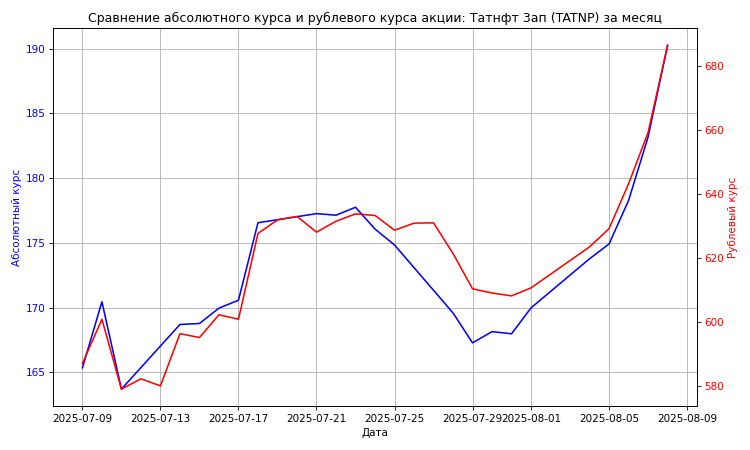 Сравнение абсолютного курса и рублевого курса акции: Татнфт 3ап (TATNP) за месяц
Абсолютный курс
190
185
180
175
170
165
680
660
640
620
600
580
Рублевый курс
2025-07-09 2025-07-13 2025-07-17 2025-07-21 2025-07-25 2025-07-29 2025-08-01 2025-08-05 2025-08-09
Дата